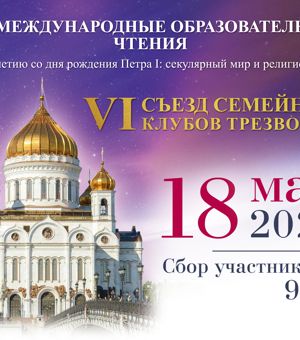 МЕЖДУНАРОДНЫЕ ОБРАЗОВАТЕЛЬ
ЧТЕНИЯ
летию со дня рождения Петра I: секулярный мир и религио
VI СЪЕЗД СЕМЕЙН
КЛУБОВ ТРЕЗВО
18 ма
202
Сбор участник
9